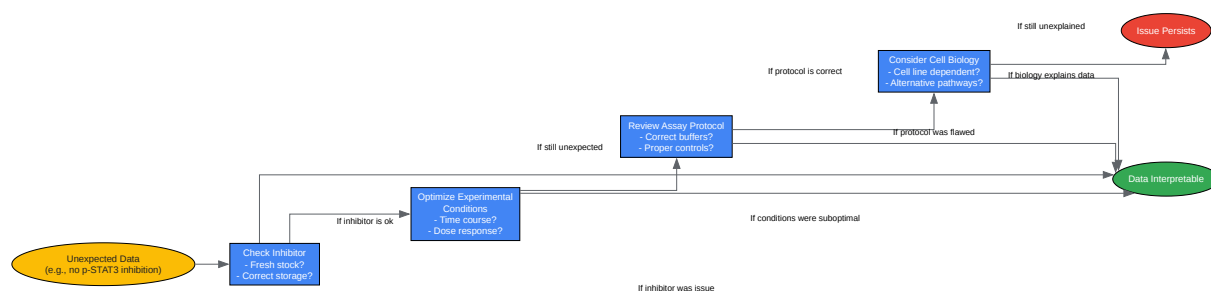 If still unexplained
Issue Persists
Consider Cell Biology
- Cell line dependent?
- Alternative pathways?
If protocol is correct
If biology explains data
Review Assay Protocol
- Correct buffers?
- Proper controls?
If protocol was flawed
If still unexpected
Data Interpretable
Optimize Experimental
Conditions
- Time course?
- Dose response?
If inhibitor is ok
If conditions were suboptimal
Unexpected Data
(e.g., no p-STAT3 inhibition)
Check Inhibitor
- Fresh stock?
- Correct storage?
If inhibitor was issue